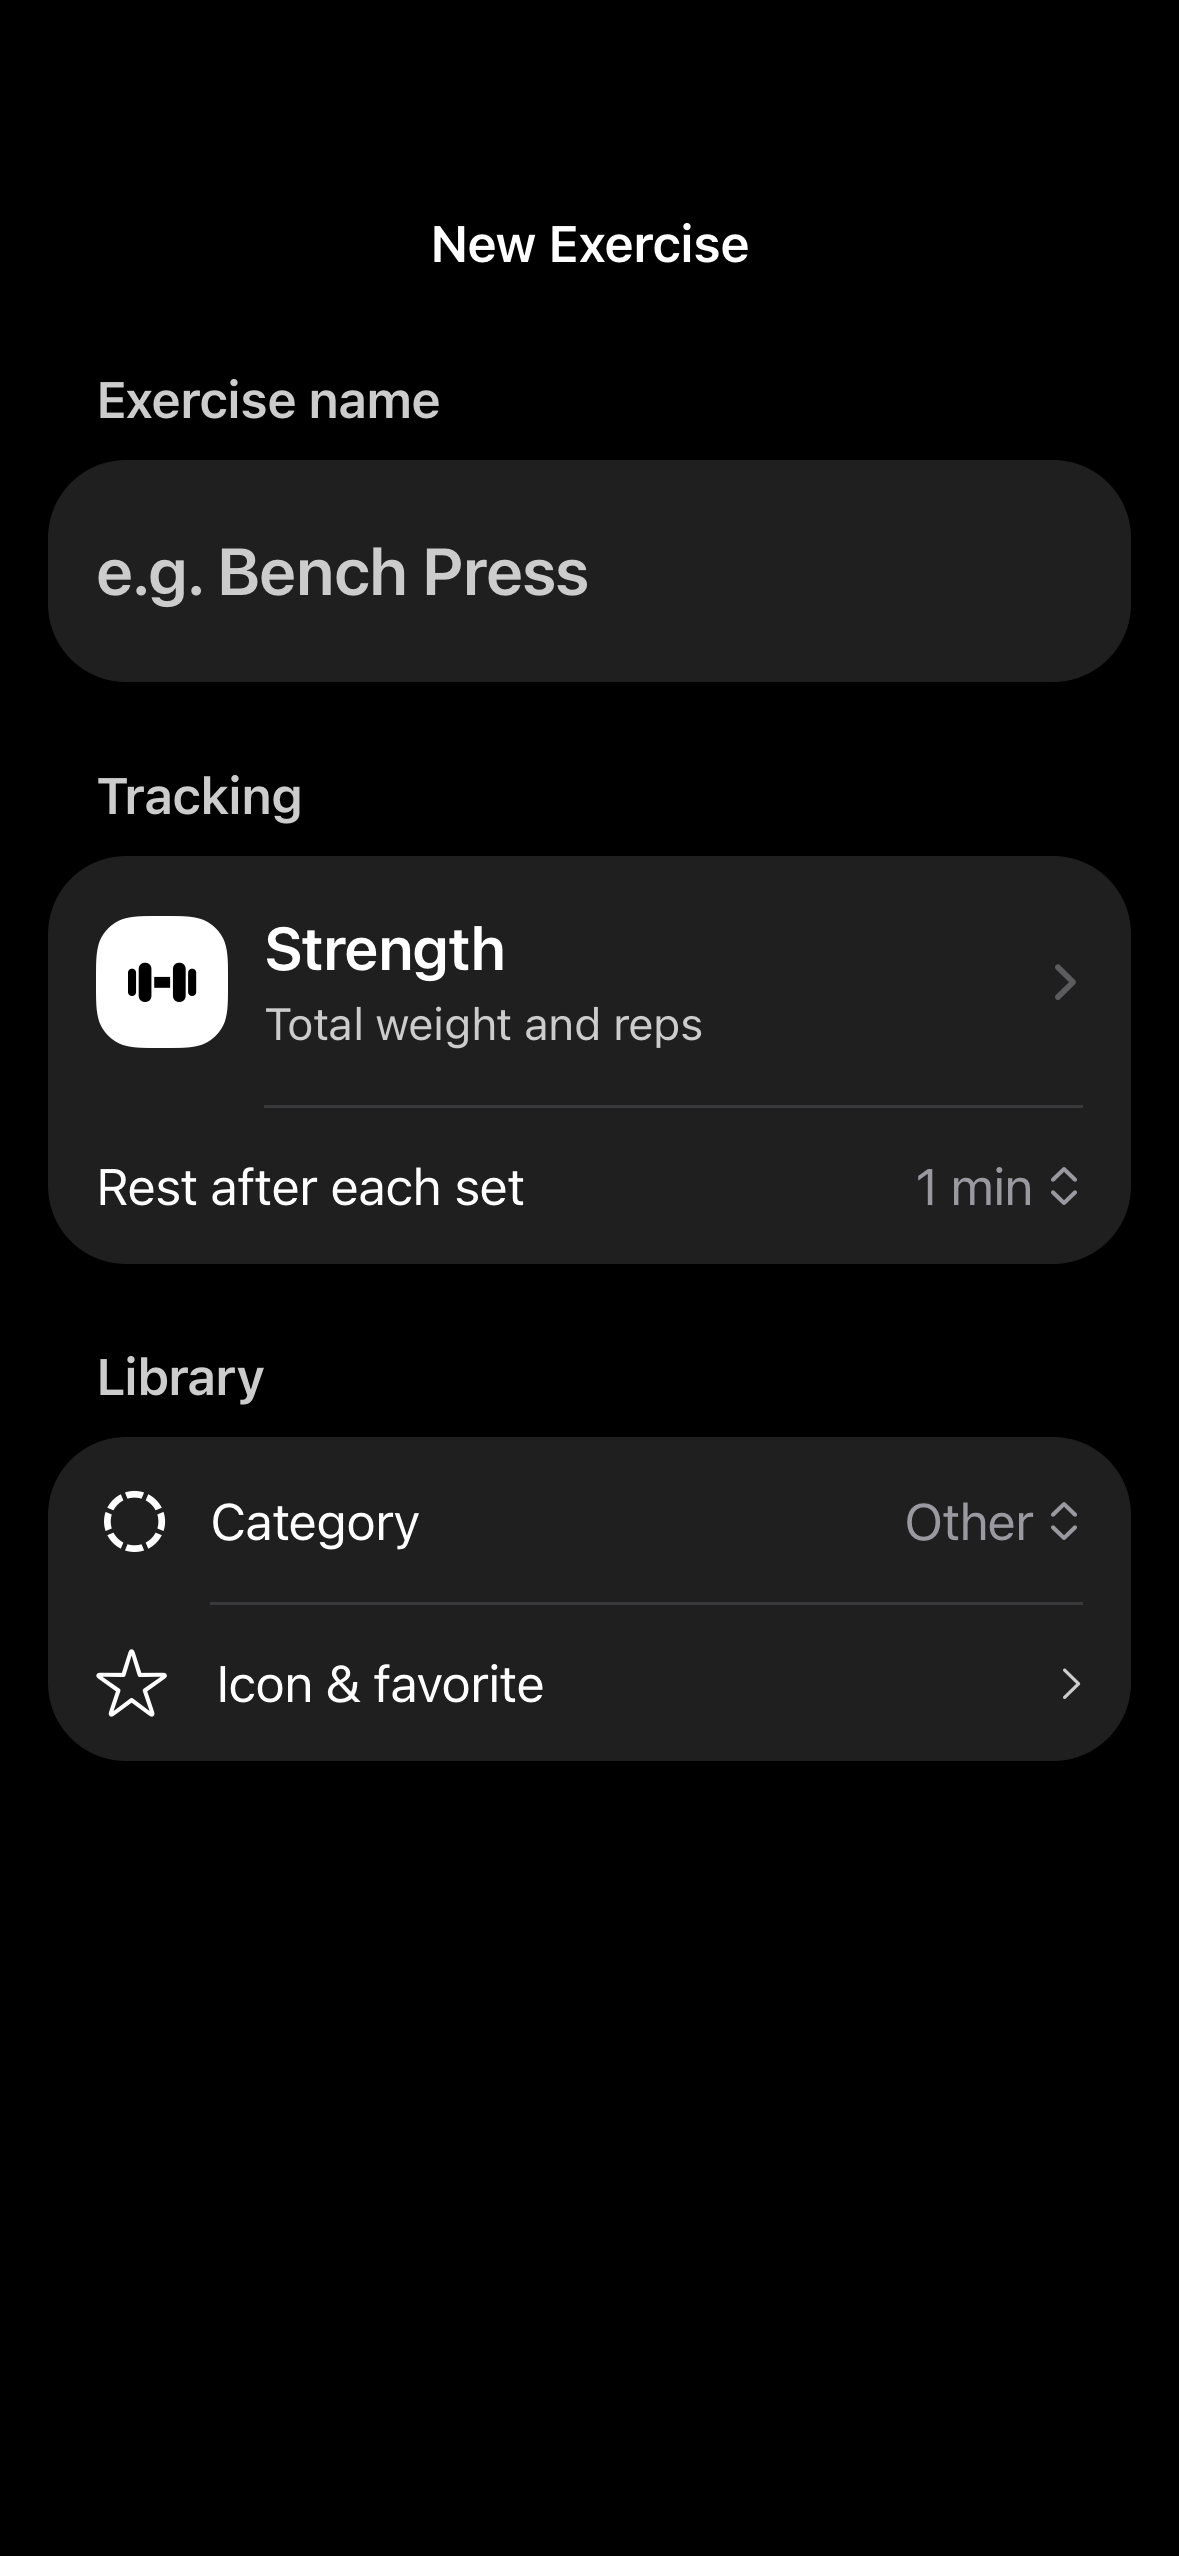 New Exercise
Exercise name
e.g. Bench Press
Tracking
Strength
Total weight and reps
Rest after each set 1 min
Library
Category Other
Icon & favorite